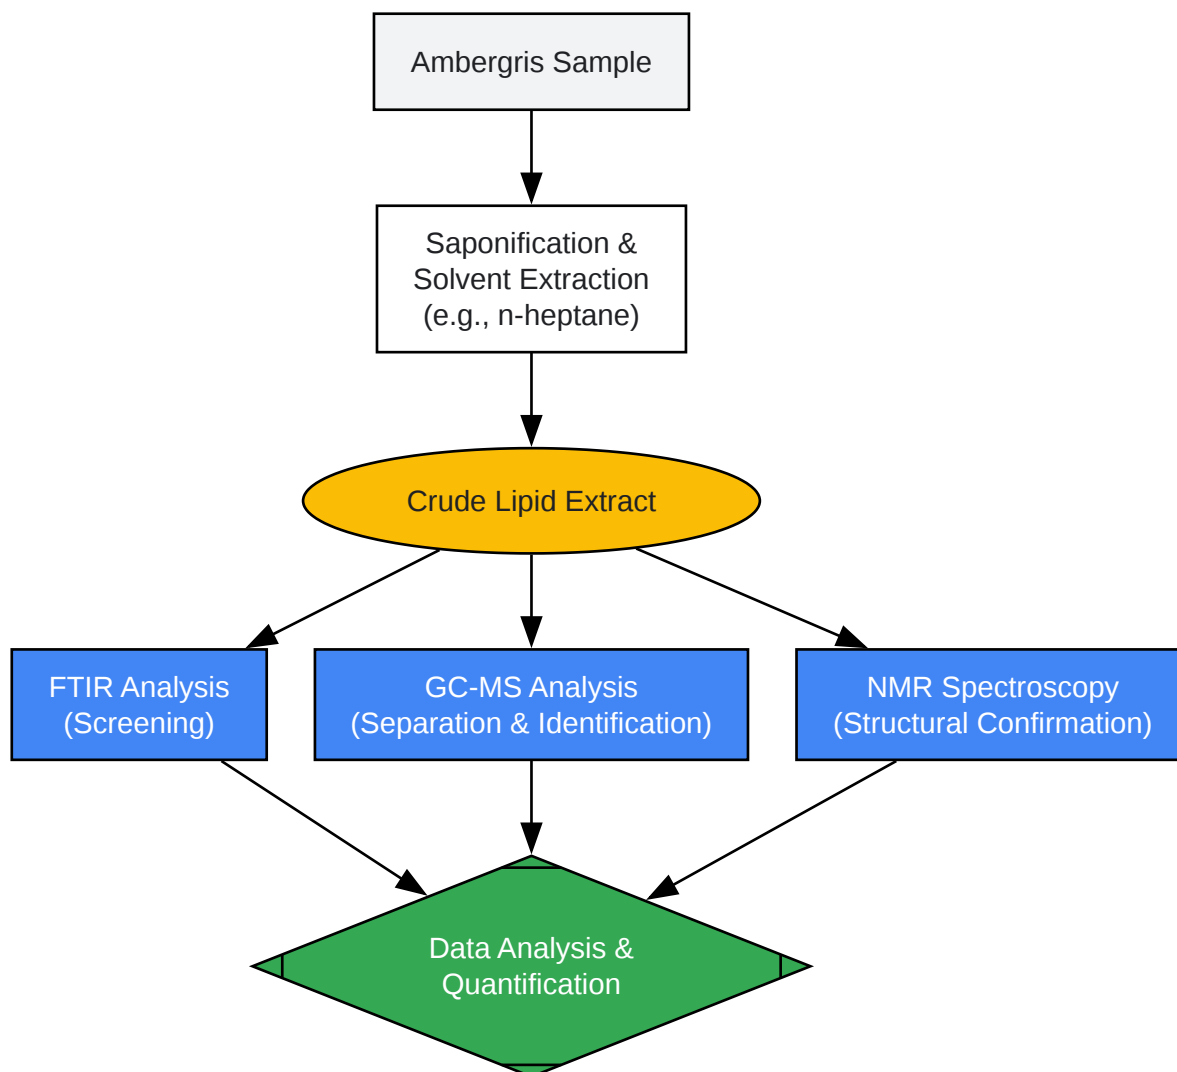 Ambergris Sample
Saponification &
Solvent Extraction
(e.g., n-heptane)
Crude Lipid Extract
FTIR Analysis
(Screening)
GC-MS Analysis
(Separation & Identification)
NMR Spectroscopy
(Structural Confirmation)
Data Analysis &
Quantification